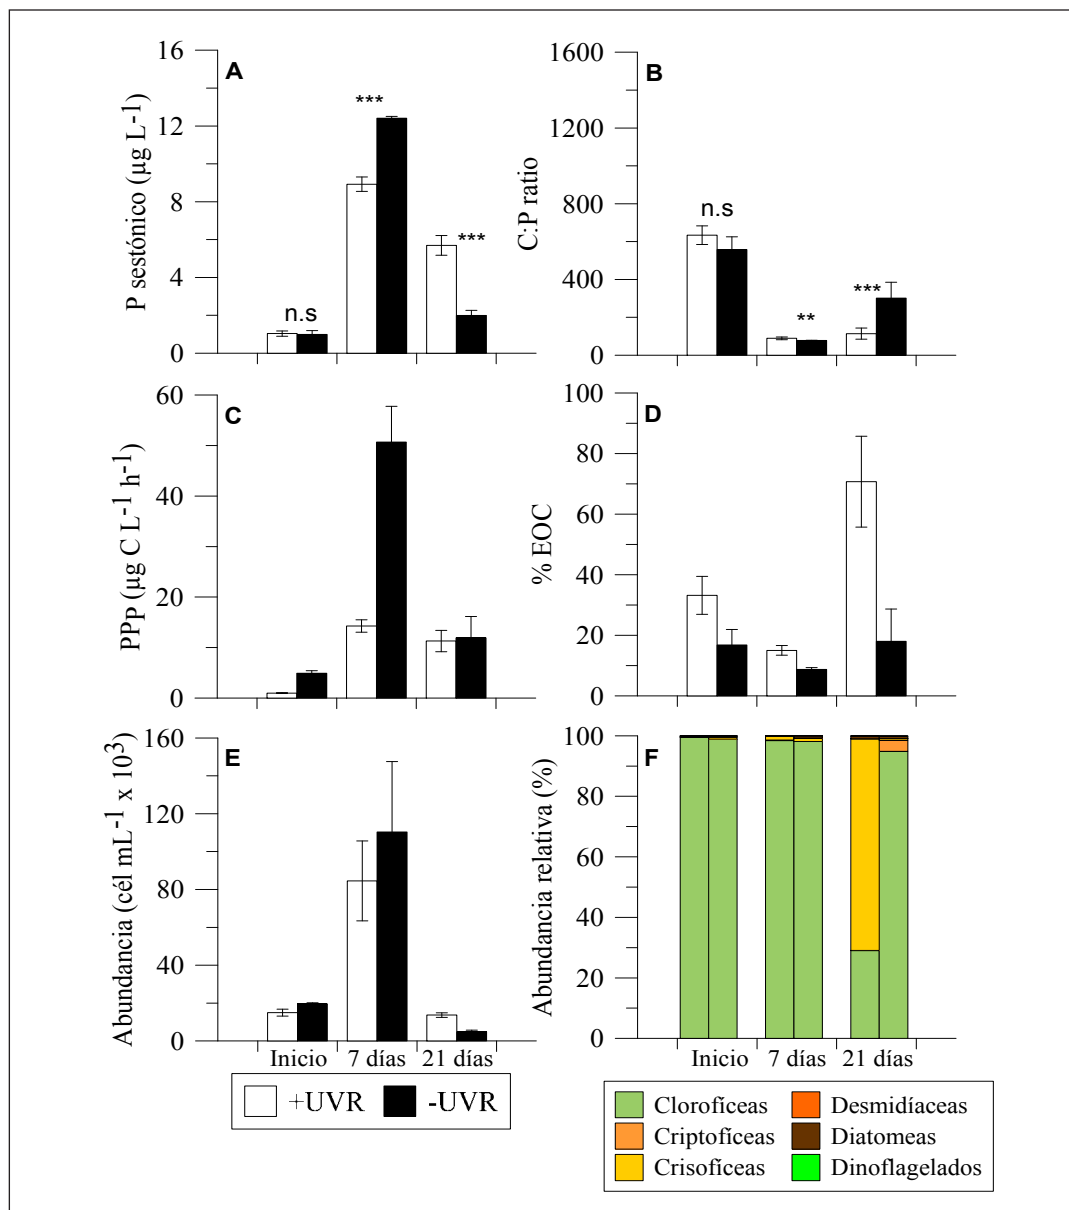 A
P sestónico (µg L-1)
16
12
8
4
0
n.s
***
***
B
C:P ratio
1600
1200
800
400
0
n.s
**
***
C
PPp (µg C L-1 h-1)
60
40
20
0
D
% EOC
100
80
60
40
20
0
E
Abundancia (cél mL-1 x 103)
160
120
80
40
0
Inicio 7 días 21 días
+UVR -UVR
F
Abundancia relativa (%)
100
80
60
40
20
0
Inicio 7 días 21 días
Clorofíceas Desmidíaceas
Criptofíceas Diatomeas
Crisofíceas Dinoflagelados